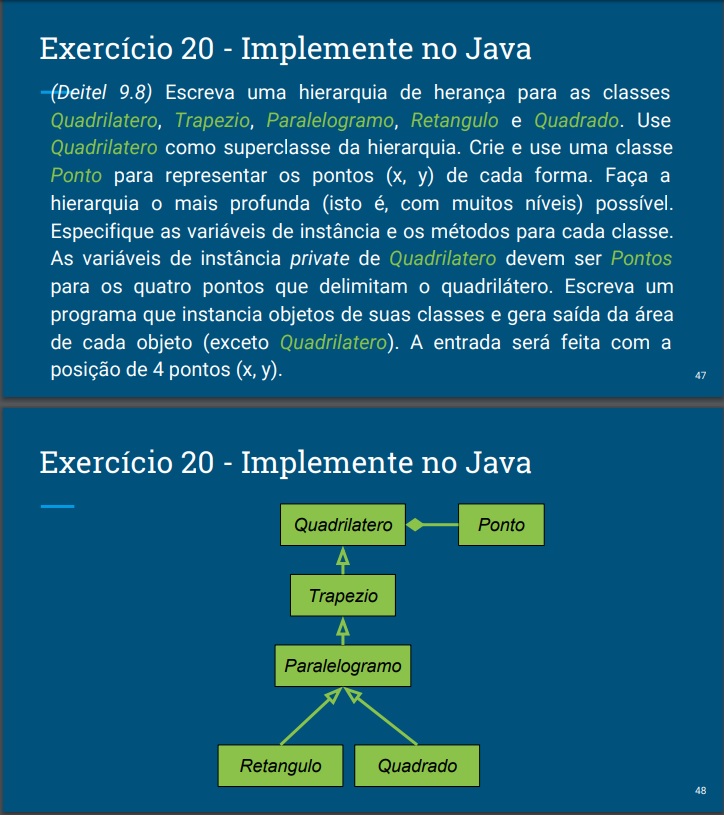 Exercício 20 - Implemente no Java
(Deitel 9.8) Escreva uma hierarquia de herança para as classes
Quadrilatero, Trapezio, Paralelogramo, Retangulo e Quadrado. Use
Quadrilatero como superclasse da hierarquia. Crie e use uma classe
Ponto para representar os pontos (x, y) de cada forma. Faça a
hierarquia o mais profunda (isto é, com muitos níveis) possível.
Especifique as variáveis de instância e os métodos para cada classe.
As variáveis de instância private de Quadrilatero devem ser Pontos
para os quatro pontos que delimitam o quadrilátero. Escreva um
programa que instancia objetos de suas classes e gera saída da área
de cada objeto (exceto Quadrilatero). A entrada será feita com a
posição de 4 pontos (x, y).
47
Exercício 20 - Implemente no Java
Quadrilatero
Ponto
Trapezio
Paralelogramo
Retangulo
Quadrado
48